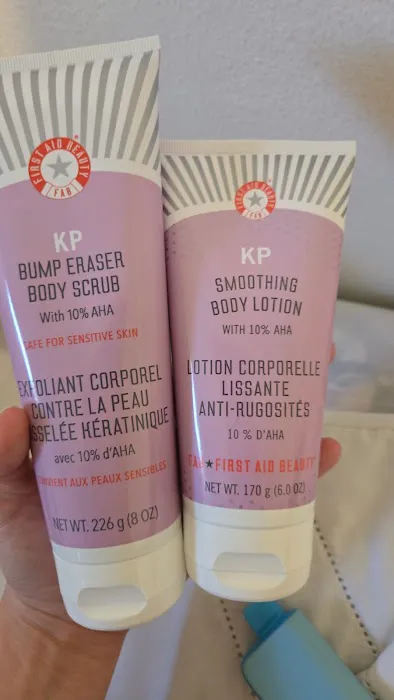 FIRST AID BEAUTY
FAB
KP
BUMP ERASER
BODY SCRUB
With 10% AHA
SAFE FOR SENSITIVE SKIN
EXFOLIANT CORPOREL
CONTRE LA PEAU
KÉRATINIQUE
avec 10% d'AHA
AUX PEAUX SENSIBLES
NET WT. 226 g (8 OZ)
FIRST AID BEAUTY
FAB
KP
SMOOTHING
BODY LOTION
WITH 10% AHA
LOTION CORPORELLE
LISSANTE
ANTI-RUGOSITÉS
10 % D'AHA
FIRST AID BEAUTY
NET WT. 170 g (6.0 OZ)